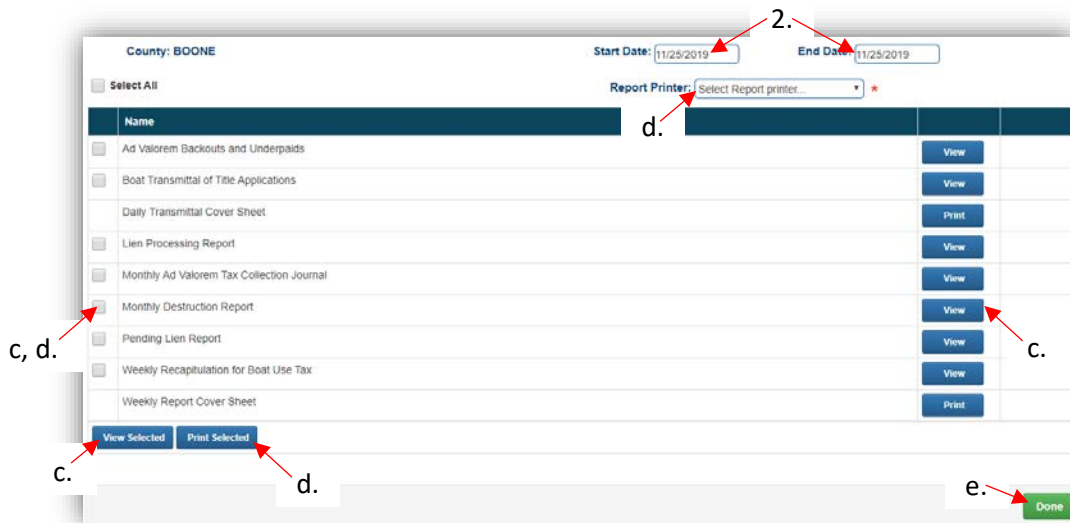 2.
County: BOONE Start Date: 11/25/2019 End Date: 11/25/2019
Select All Report Printer: Select Report printer... *
d.
Name
Ad Valorem Backouts and Underpaids View
Boat Transmittal of Title Applications View
Daily Transmittal Cover Sheet Print
Lien Processing Report View
Monthly Ad Valorem Tax Collection Journal View
Monthly Destruction Report View
c, d. c.
Pending Lien Report View
Weekly Recapitulation for Boat Use Tax View
Weekly Report Cover Sheet Print
View Selected Print Selected
c. d. e.
Done